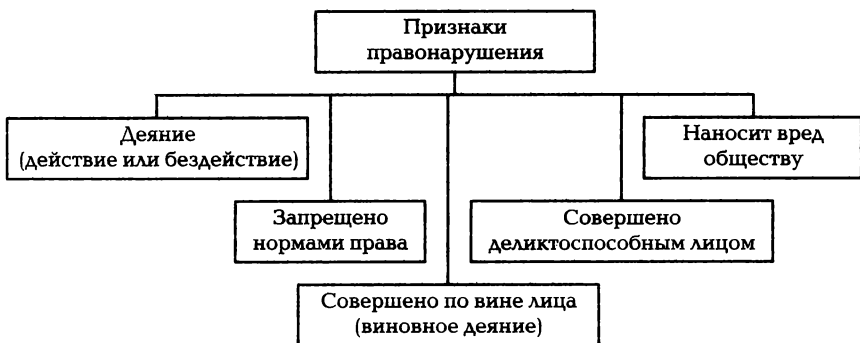 Признаки
правонарушения
Деяние
(действие или бездействие)
Наносит вред
обществу
Запрещено
нормами права
Совершено
деликтоспособным лицом
Совершено по вине лица
(виновное деяние)